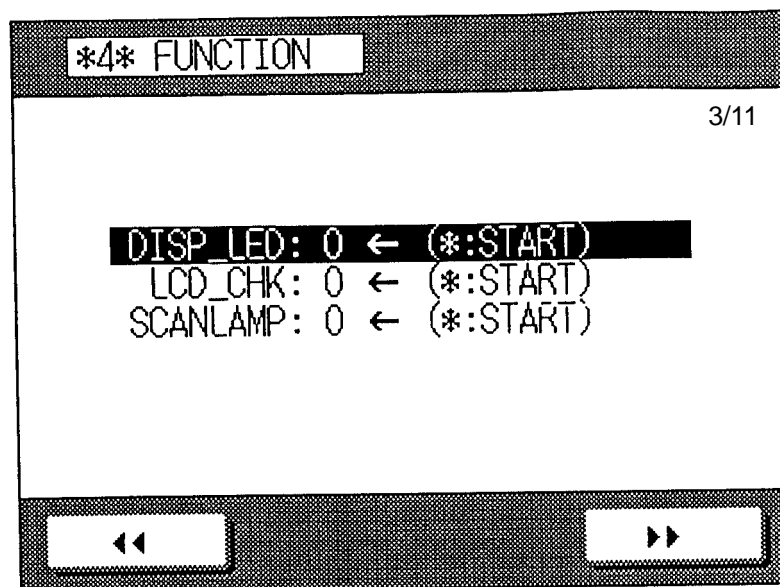 *4* FUNCTION
3/11
DISP_LED: 0 ← (*:START)
LCD_CHK: 0 ← (*:START)
SCANLAMP: 0 ← (*:START)